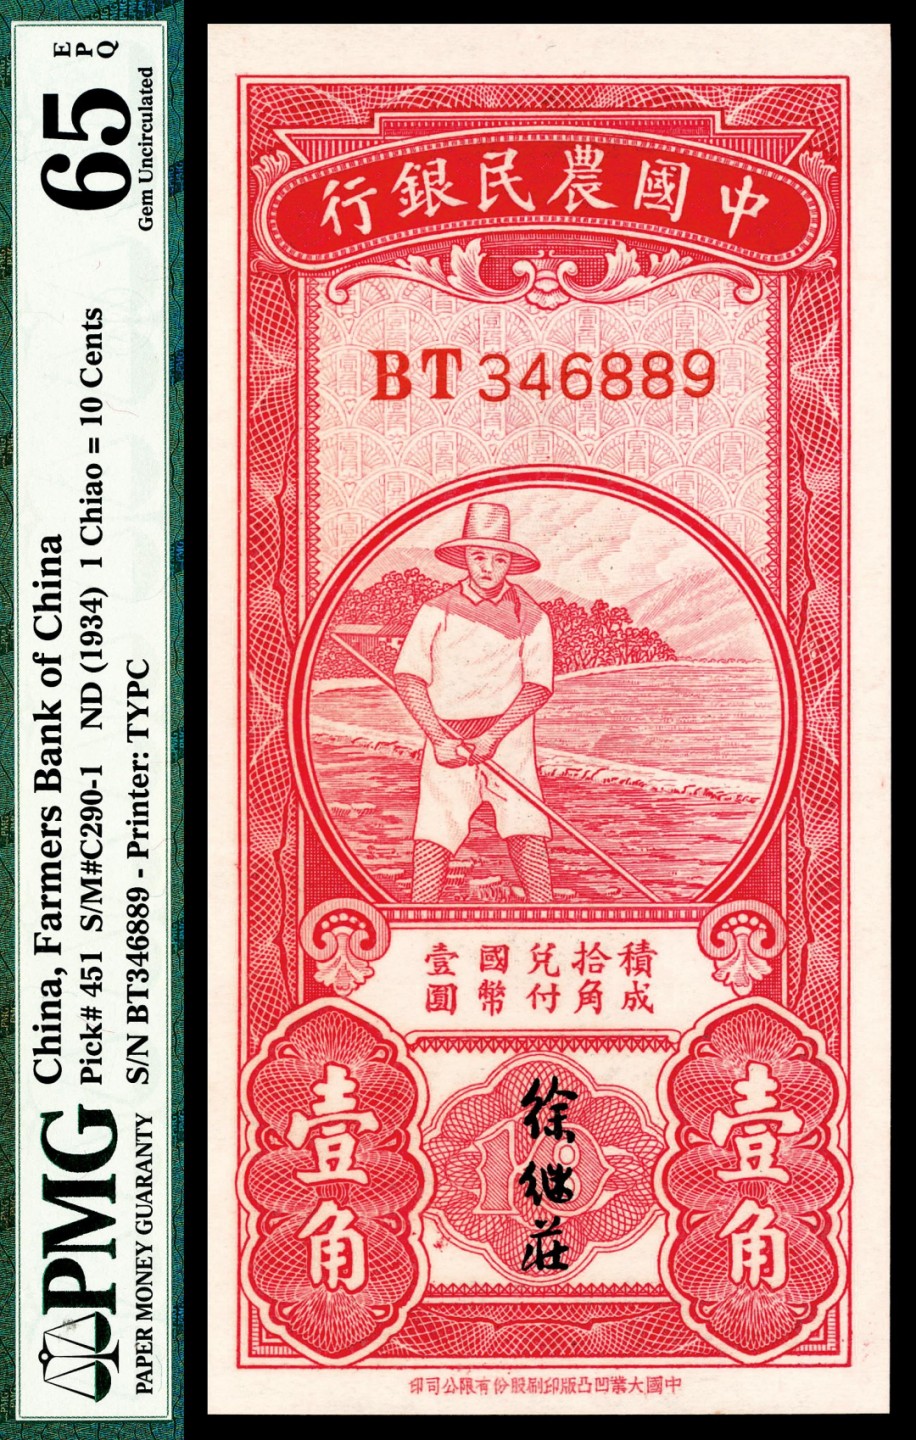 PMG
PAPER MONEY GUARANTY
China, Farmers Bank of China
Pick# 451 S/M#C290-1 ND (1934) 1 Chiao = 10 Cents
S/N BT346889 - Printer: TYPC
65
EPQ
Gem Uncirculated
中國農民銀行
BT346889
積成
拾角
兌付
國幣
壹圓
壹角
10
徐继莊
壹角
中國大業凹凸版印刷股份有限公司印